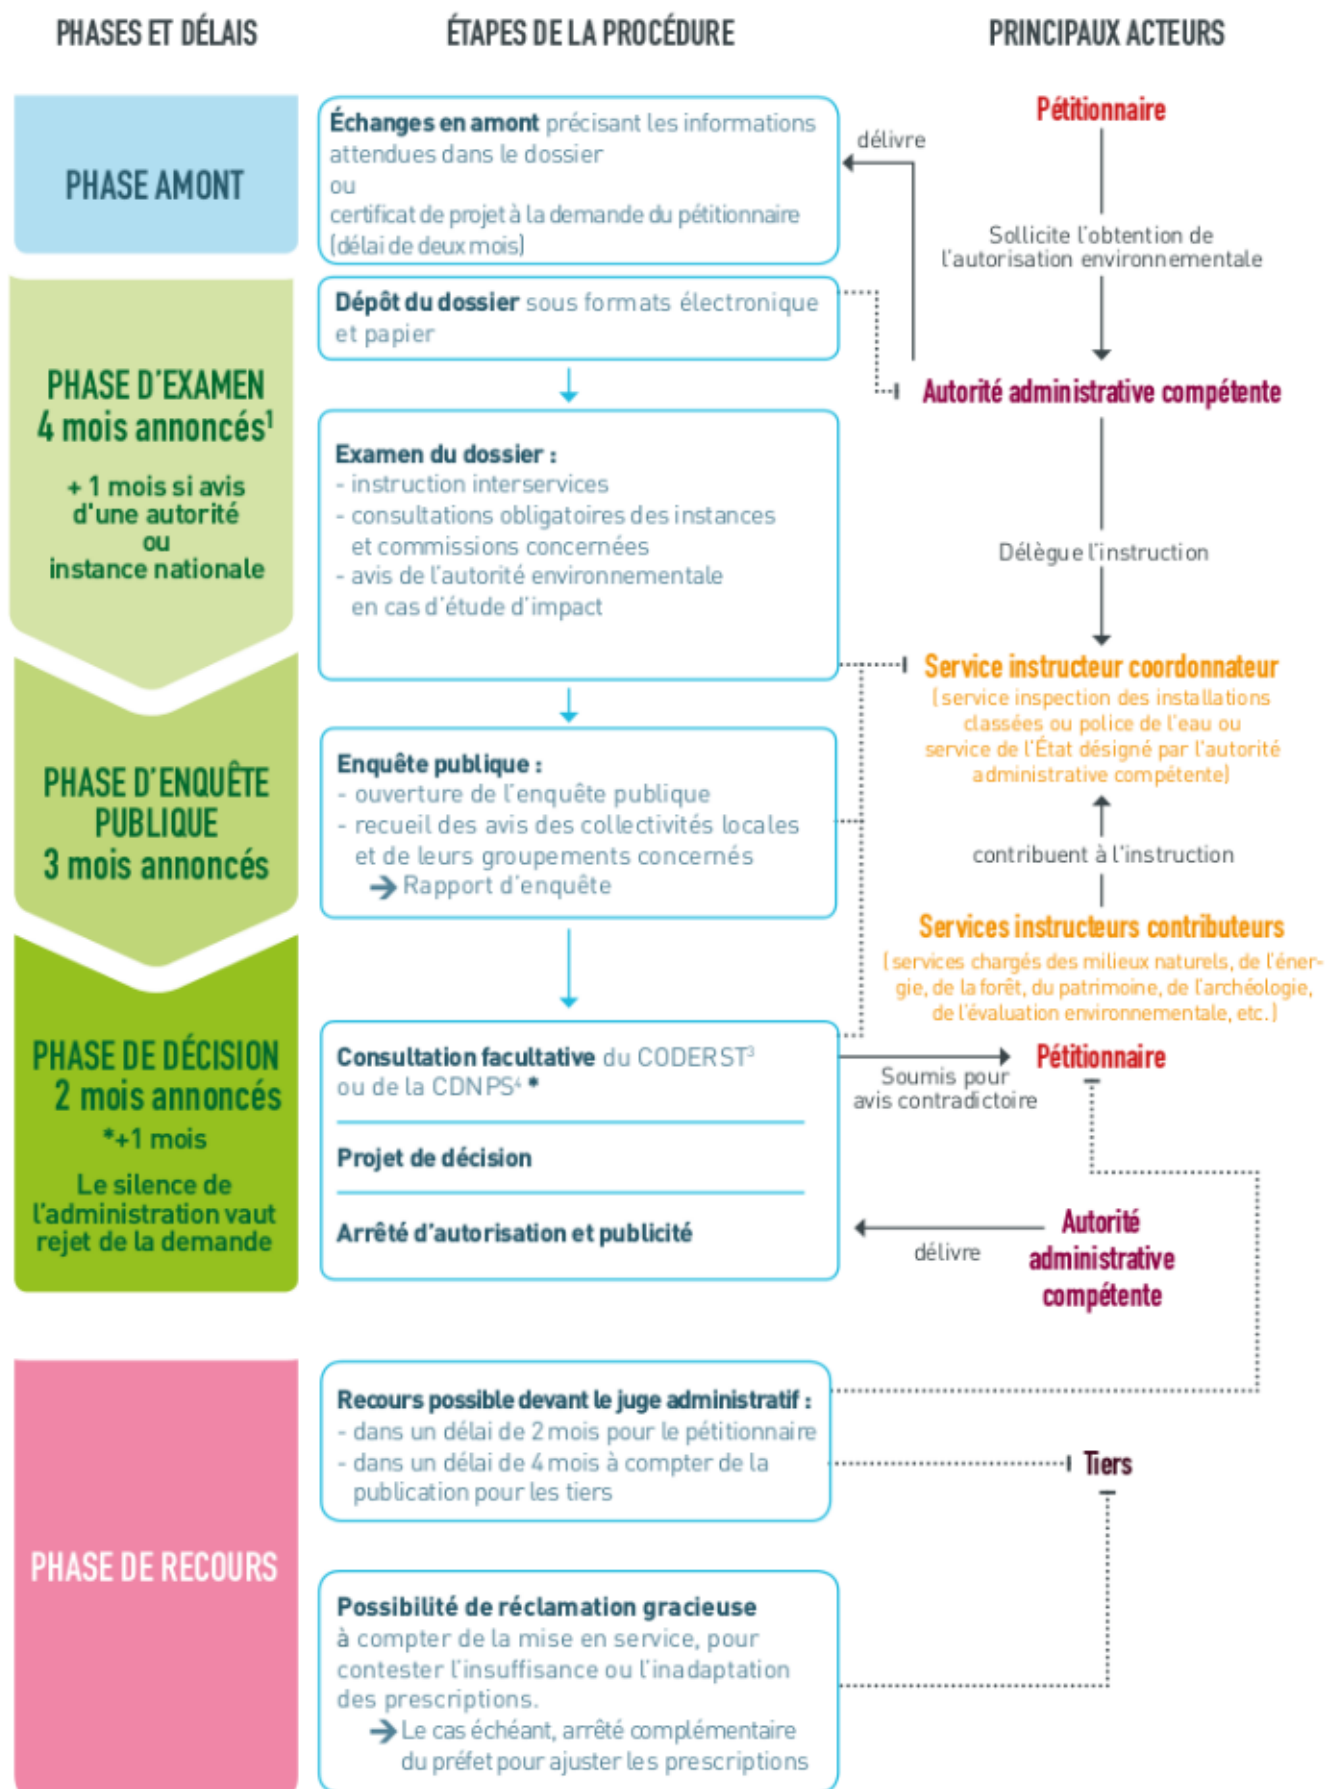 PHASES ET DÉLAIS
ÉTAPES DE LA PROCÉDURE
PRINCIPAUX ACTEURS
PHASE AMONT
Échanges en amont précisant les informations
attendues dans le dossier
ou
certificat de projet à la demande du pétitionnaire
(délai de deux mois)
délivre
Pétitionnaire
Sollicite l'obtention de
l'autorisation environnementale
PHASE D'EXAMEN
4 mois annoncés¹
+ 1 mois si avis
d'une autorité
ou
instance nationale
Dépôt du dossier sous formats électronique
et papier
Autorité administrative compétente
Examen du dossier :
- instruction interservices
- consultations obligatoires des instances
et commissions concernées
- avis de l'autorité environnementale
en cas d'étude d'impact
Délègue l'instruction
Service instructeur coordonnateur
(service inspection des installations
classées ou police de l'eau ou
service de l'État désigné par l'autorité
administrative compétente)
PHASE D'ENQUÊTE
PUBLIQUE
3 mois annoncés
Enquête publique :
- ouverture de l'enquête publique
- recueil des avis des collectivités locales
et de leurs groupements concernés
➔ Rapport d'enquête
contribuent à l'instruction
Services instructeurs contributeurs
(services chargés des milieux naturels, de l'éner-
gie, de la forêt, du patrimoine, de l'archéologie,
de l'évaluation environnementale, etc.)
PHASE DE DÉCISION
2 mois annoncés
*+1 mois
Le silence de
l'administration vaut
rejet de la demande
Consultation facultative du CODERST³
ou de la CDNPS⁴ *
Projet de décision
Arrêté d'autorisation et publicité
Soumis pour
avis contradictoire
Pétitionnaire
délivre
Autorité
administrative
compétente
PHASE DE RECOURS
Recours possible devant le juge administratif :
- dans un délai de 2 mois pour le pétitionnaire
- dans un délai de 4 mois à compter de la
publication pour les tiers
Tiers
Possibilité de réclamation gracieuse
à compter de la mise en service, pour
contester l'insuffisance ou l'inadaptation
des prescriptions.
➔ Le cas échéant, arrêté complémentaire
du préfet pour ajuster les prescriptions